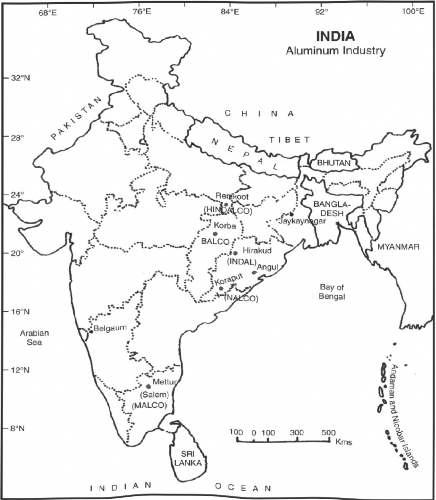 68°E 76°E 84°E 92° 100°E
INDIA
Aluminum Industry
32°N
28°
24°
20°
16°N
12°N
8°N
PAKISTAN
CHINA
TIBET
NEPAL
BHUTAN
BANGLA-
DESH
MYANMAR
Renkoot
(HINDALCO)
Korba
BALCO
Jaykaynagar
Hirakud
(INDAL)
Angul
Koraput
(NALCO)
Belgaum
Mettur
(Salem)
(MALCO)
Arabian
Sea
Bay of
Bengal
Andaman and Nicobar Islands
SRI
LANKA
100 0 100 300 500
Kms
INDIAN OCEAN